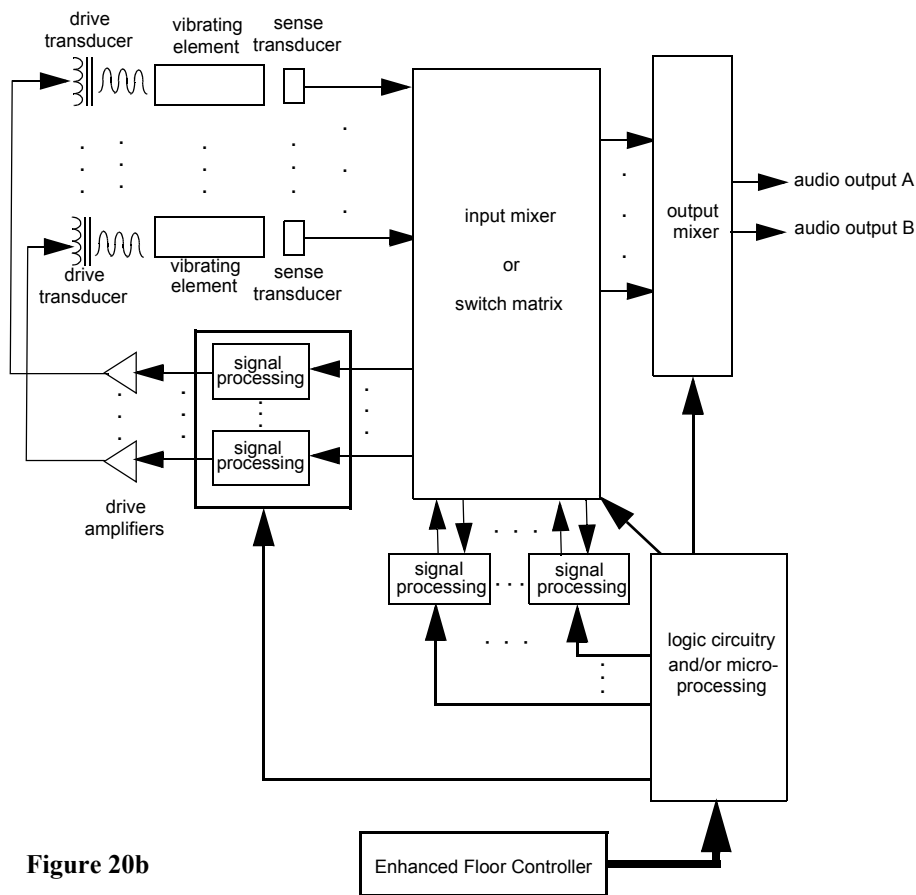 drive
transducer
vibrating
element
sense
transducer
input mixer
or
switch matrix
output
mixer
audio output A
audio output B
drive
transducer
vibrating
element
sense
transducer
signal
processing
signal
processing
drive
amplifiers
signal
processing
signal
processing
logic circuitry
and/or micro-
processing
Enhanced Floor Controller
Figure 20b